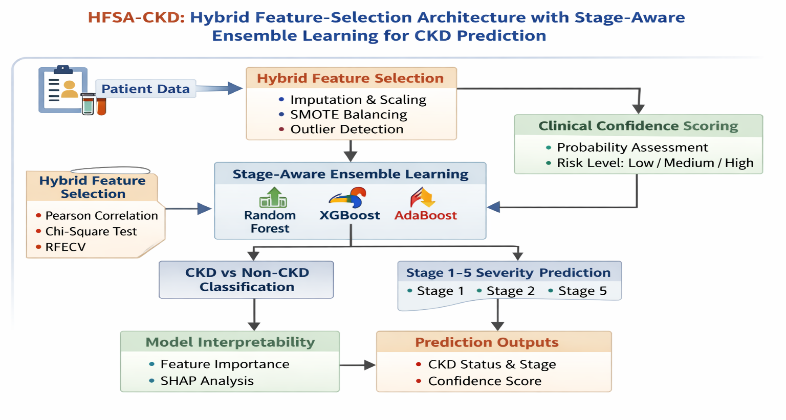 HFSA-CKD: Hybrid Feature-Selection Architecture with Stage-Aware
Ensemble Learning for CKD Prediction
Patient Data
Hybrid Feature Selection
• Imputation & Scaling
• SMOTE Balancing
• Outlier Detection
Clinical Confidence Scoring
• Probability Assessment
• Risk Level: Low / Medium / High
Hybrid Feature
Selection
• Pearson Correlation
• Chi-Square Test
• RFECV
Stage-Aware Ensemble Learning
Random
Forest
XGBoost
AdaBoost
CKD vs Non-CKD
Classification
Stage 1–5 Severity Prediction
• Stage 1 • Stage 2 • Stage 5
Model Interpretability
• Feature Importance
• SHAP Analysis
Prediction Outputs
• CKD Status & Stage
• Confidence Score